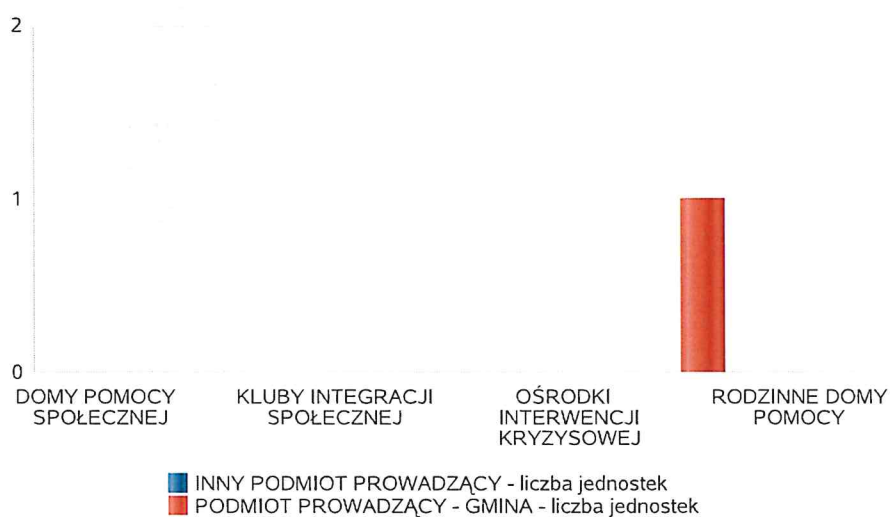 2
1
0
DOMY POMOCY
SPOŁECZNEJ
KLUBY INTEGRACJI
SPOŁECZNEJ
OŚRODKI
INTERWENCJI
KRYZYSOWEJ
RODZINNE DOMY
POMOCY
INNY PODMIOT PROWADZĄCY - liczba jednostek
PODMIOT PROWADZĄCY - GMINA - liczba jednostek